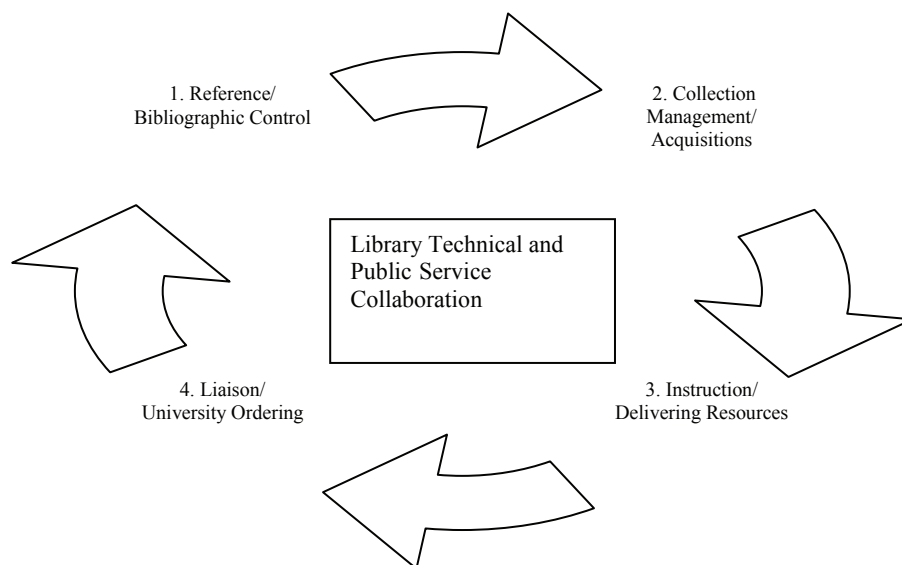 1. Reference/
Bibliographic Control
2. Collection
Management/
Acquisitions
Library Technical and
Public Service
Collaboration
3. Instruction/
Delivering Resources
4. Liaison/
University Ordering